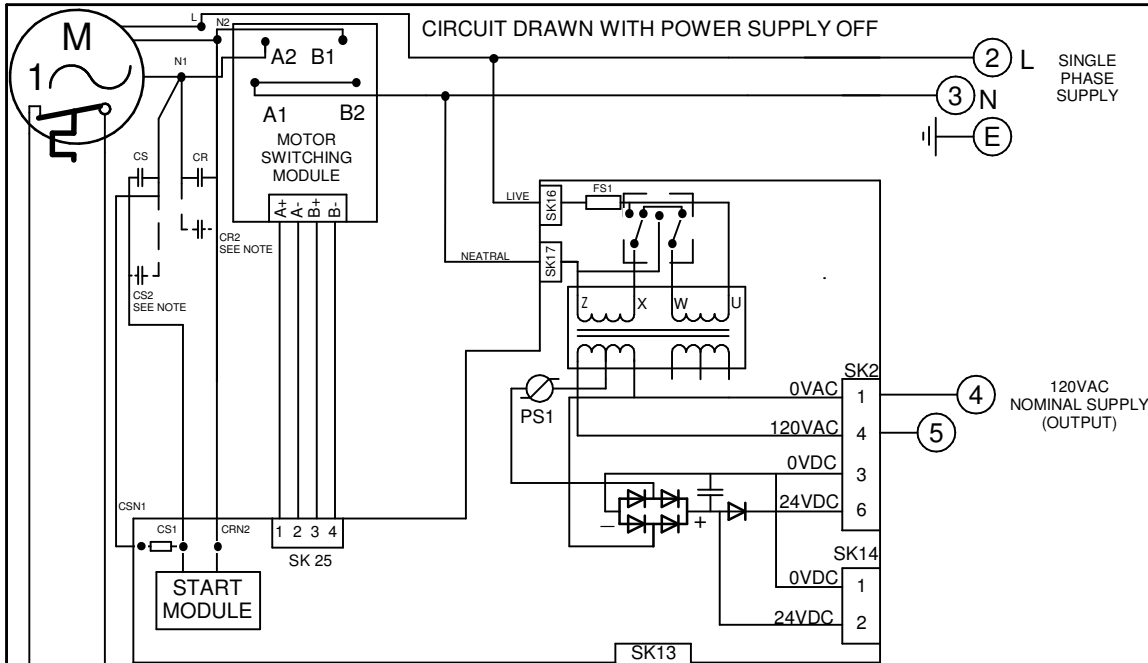 CIRCUIT DRAWN WITH POWER SUPPLY OFF
M
1
L
N2
N1
A2 B1
A1 B2
MOTOR
SWITCHING
MODULE
A+ A- B+ B-
2 L
3 N
E
SINGLE
PHASE
SUPPLY
CS
CR
CR2
SEE NOTE
CS2
SEE NOTE
LIVE
SK16
FS1
NEATRAL
SK17
Z X W U
PS1
SK2
0VAC 1
120VAC 4
0VDC 3
24VDC 6
4
5
120VAC
NOMINAL SUPPLY
(OUTPUT)
– +
SK14
0VDC 1
24VDC 2
CSN1
CS1
CRN2
1 2 3 4
SK 25
START
MODULE
SK13